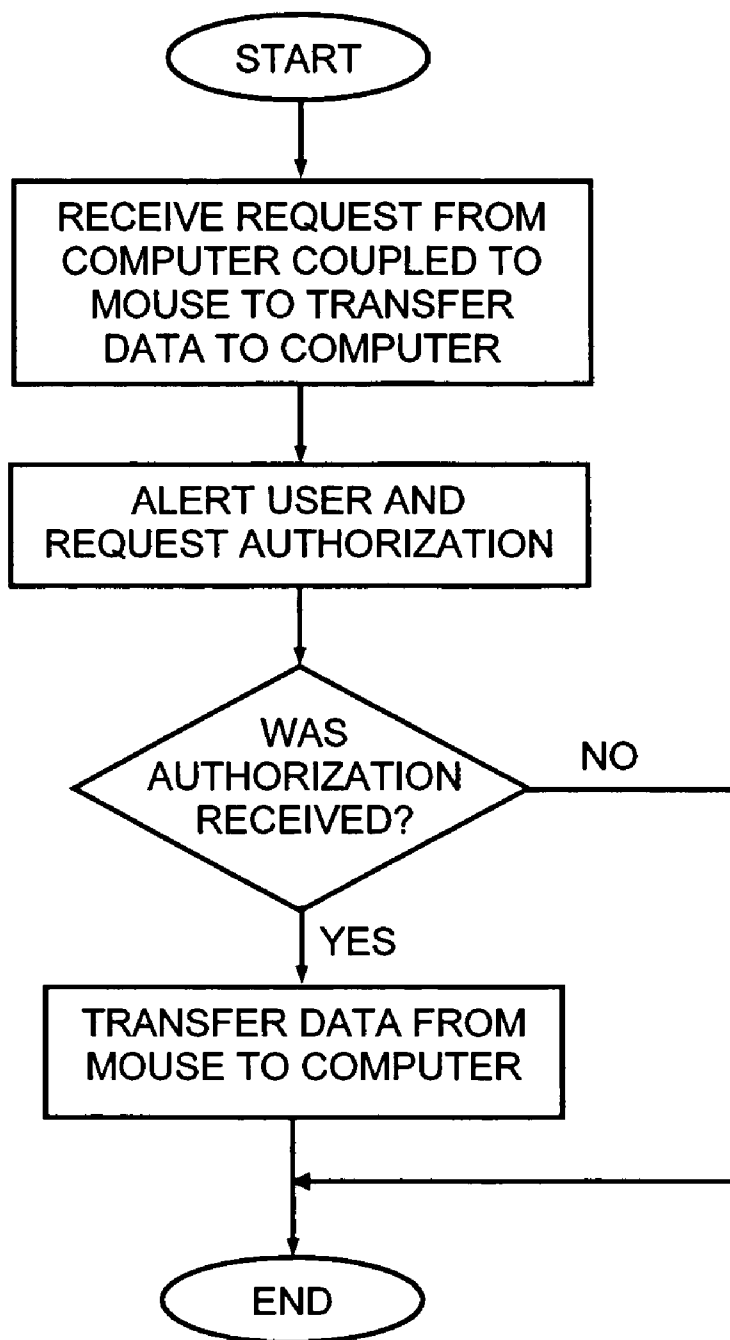 START
RECEIVE REQUEST FROM
COMPUTER COUPLED TO
MOUSE TO TRANSFER
DATA TO COMPUTER
ALERT USER AND
REQUEST AUTHORIZATION
WAS
AUTHORIZATION
RECEIVED?
NO
YES
TRANSFER DATA FROM
MOUSE TO COMPUTER
END